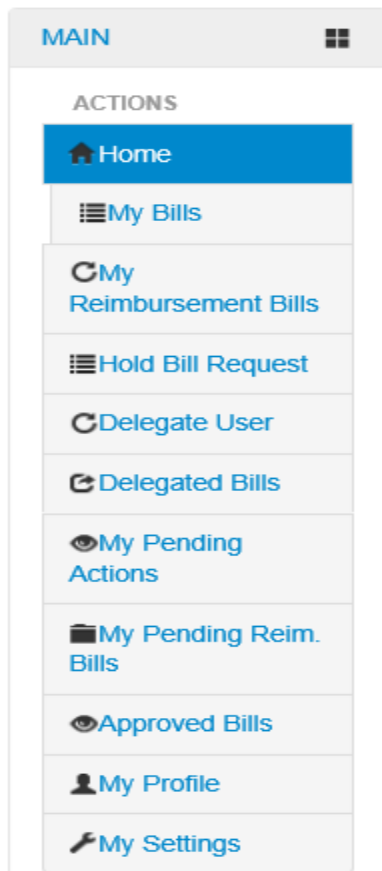 MAIN
ACTIONS
Home
My Bills
My
Reimbursement Bills
Hold Bill Request
Delegate User
Delegated Bills
My Pending
Actions
My Pending Reim.
Bills
Approved Bills
My Profile
My Settings